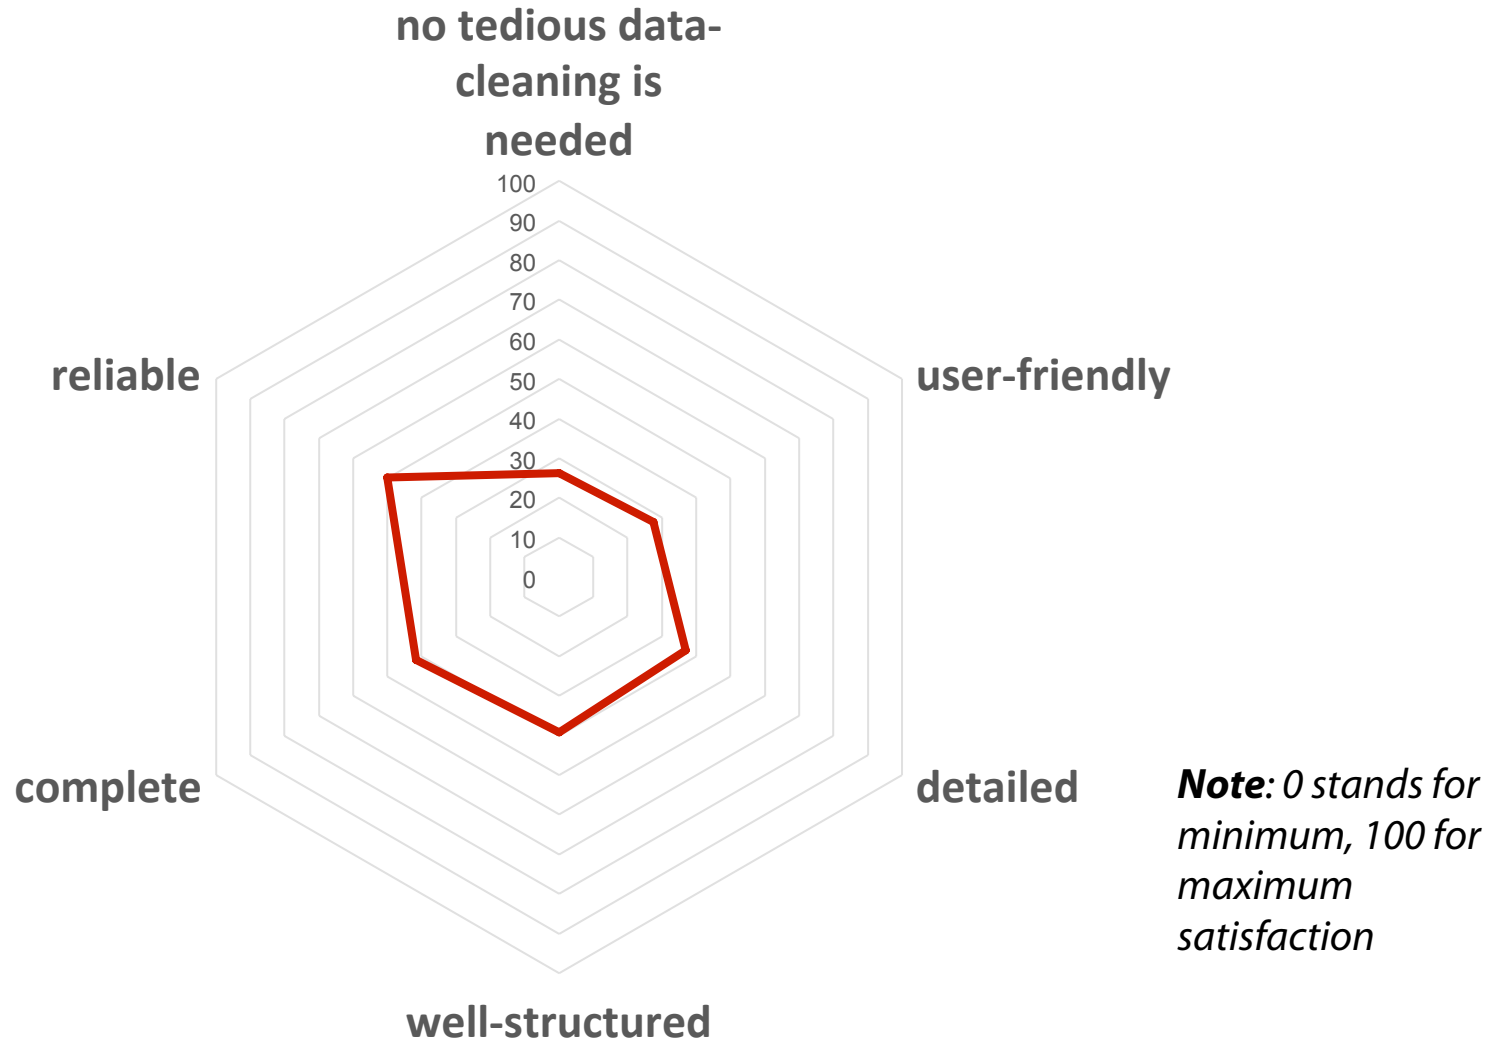 no tedious data-
cleaning is
needed
100
90
80
70
60
50
40
30
20
10
0
reliable
user-friendly
complete
detailed
well-structured
Note: 0 stands for
minimum, 100 for
maximum
satisfaction